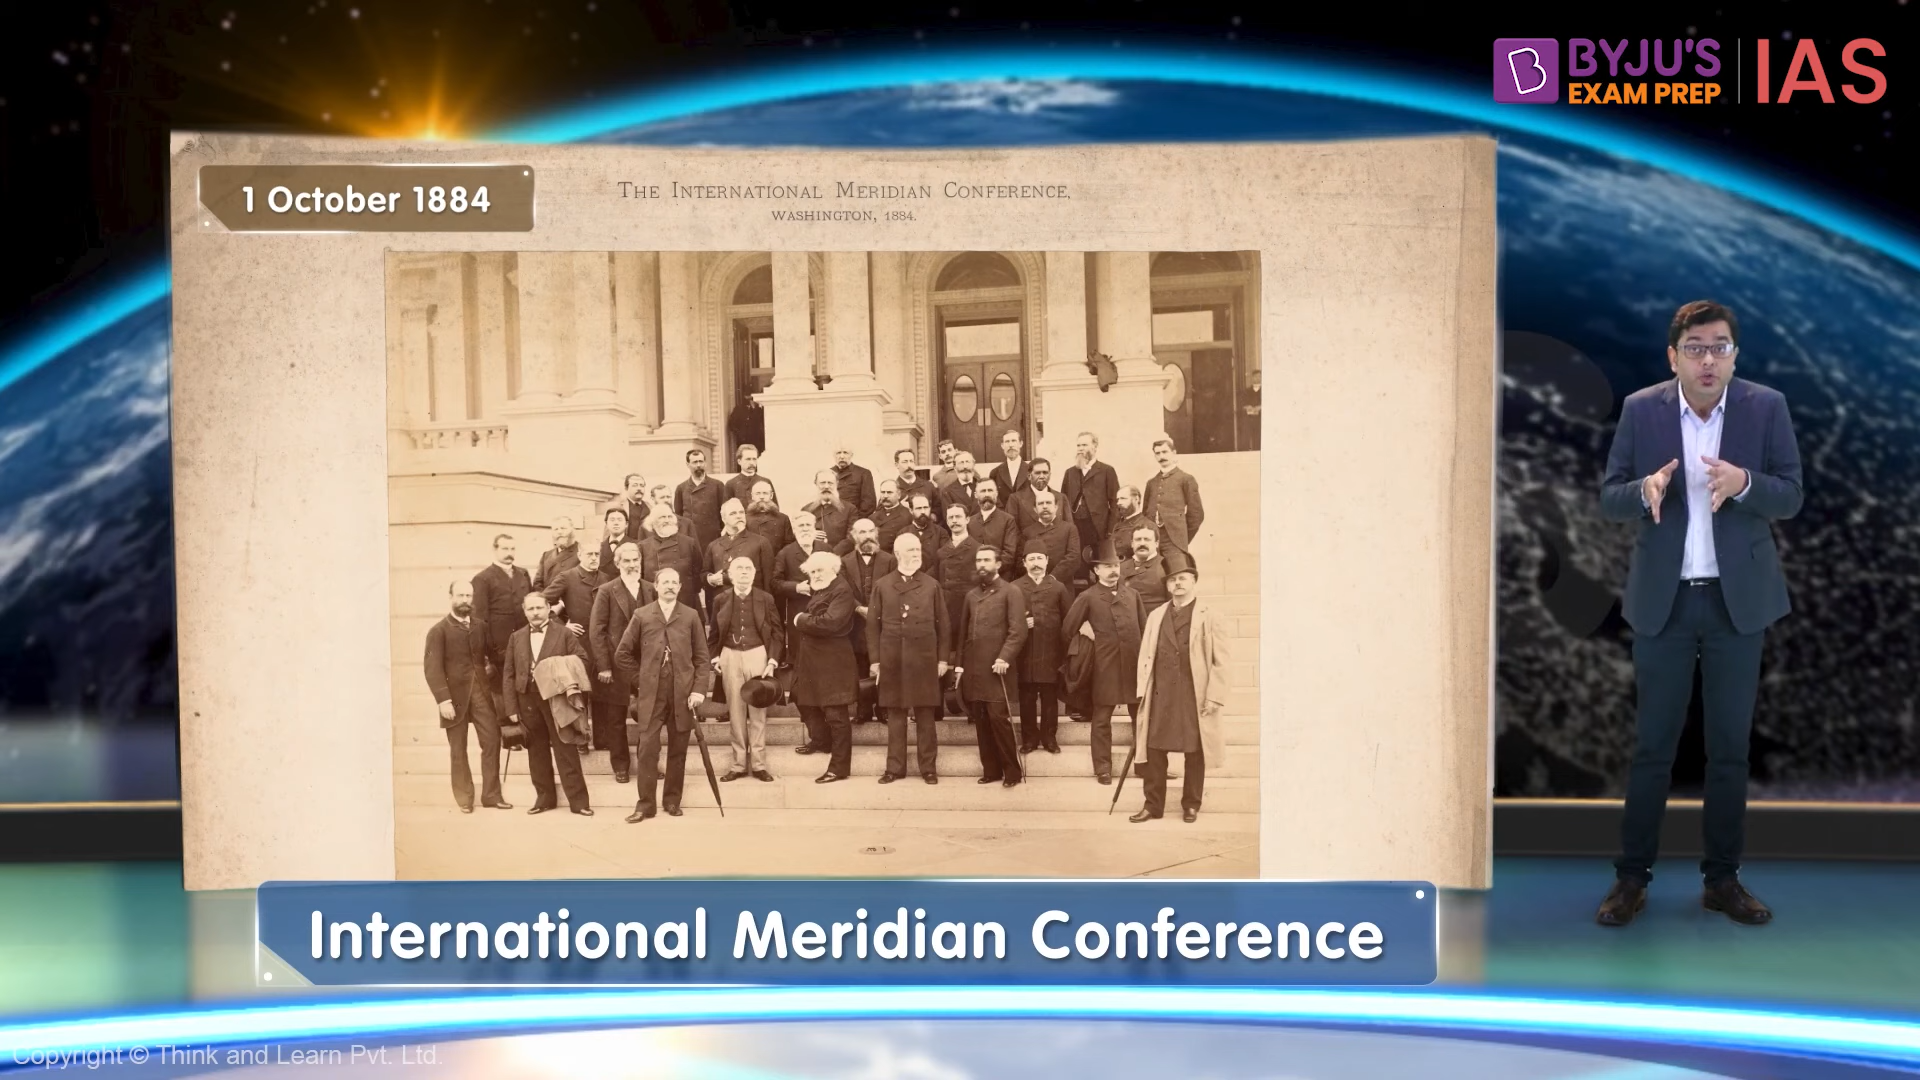 BYJU'S
EXAM PREP
IAS
1 October 1884
THE INTERNATIONAL MERIDIAN CONFERENCE,
WASHINGTON, 1884.
International Meridian Conference
Copyright © Think and Learn Pvt. Ltd.